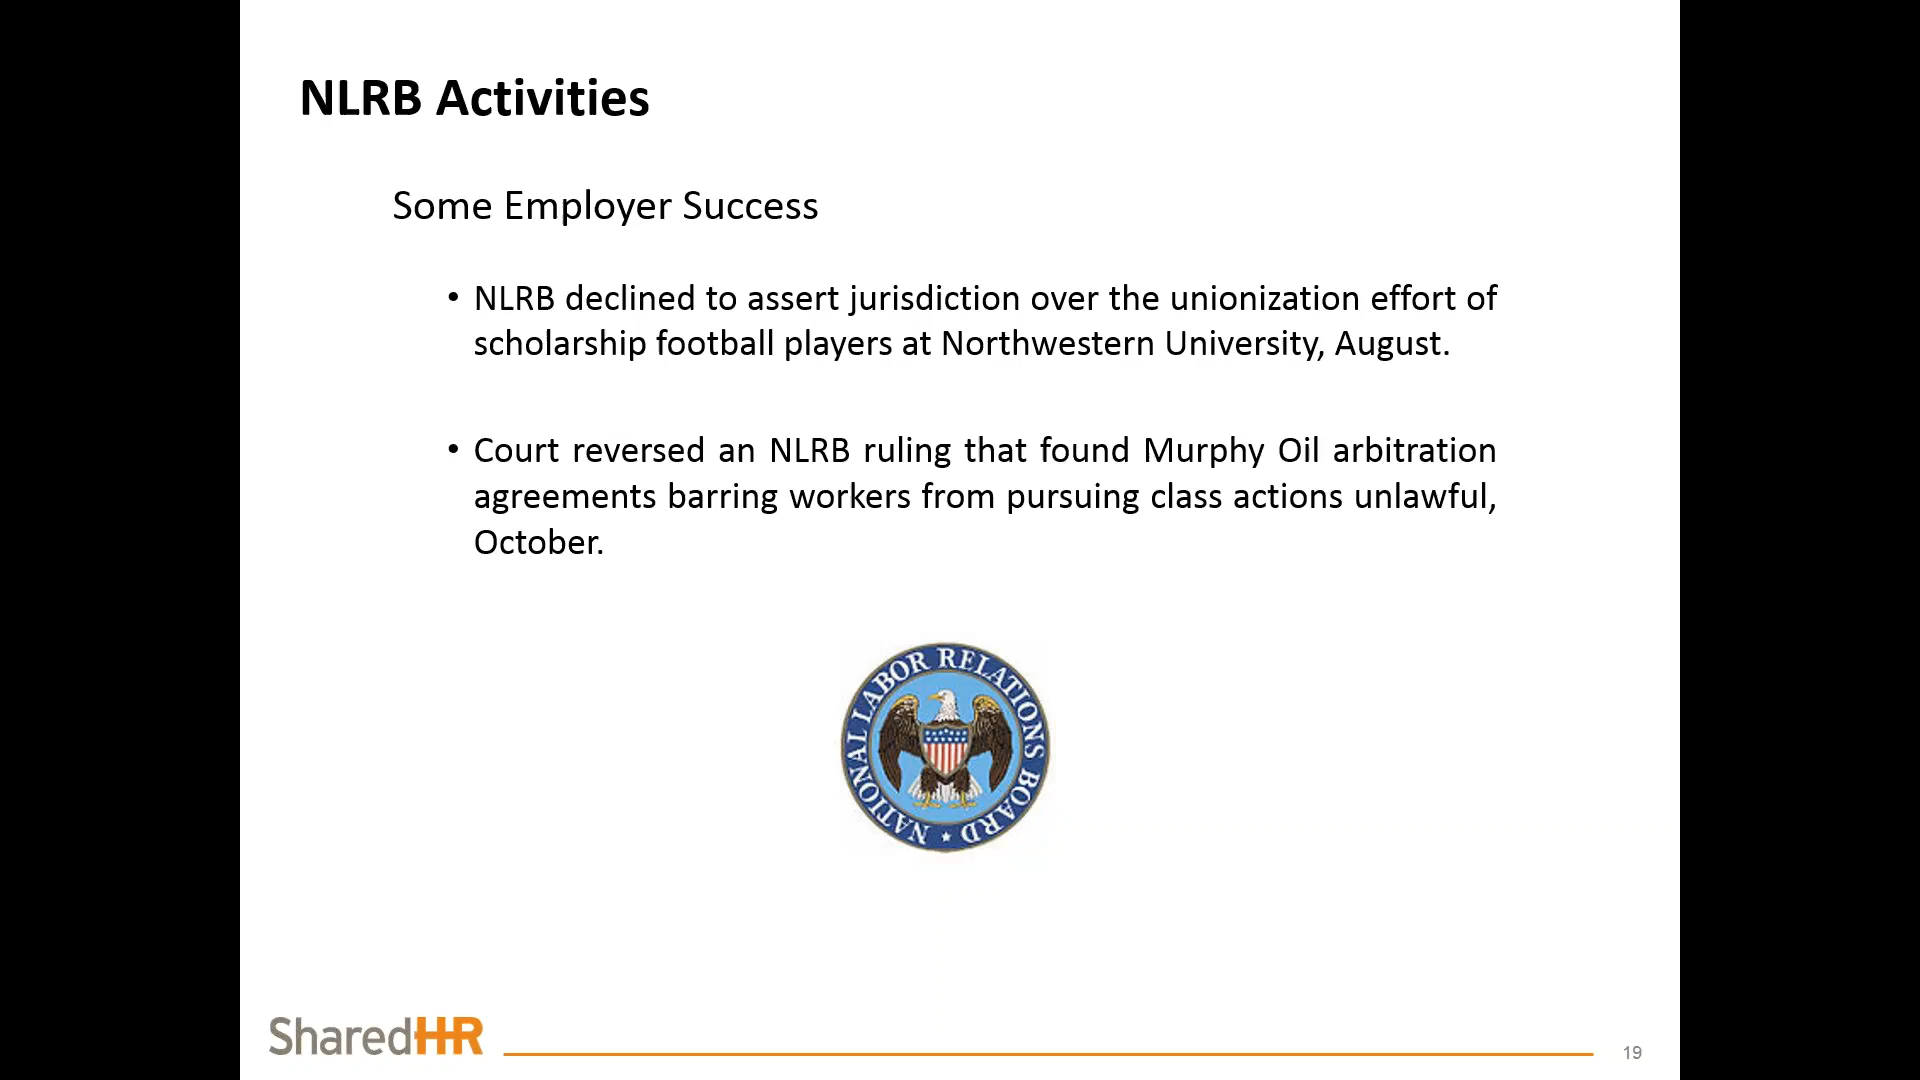 NLRB Activities
Some Employer Success
• NLRB declined to assert jurisdiction over the unionization effort of
scholarship football players at Northwestern University, August.
• Court reversed an NLRB ruling that found Murphy Oil arbitration
agreements barring workers from pursuing class actions unlawful,
October.
NATIONAL LABOR RELATIONS BOARD
SharedHR
19